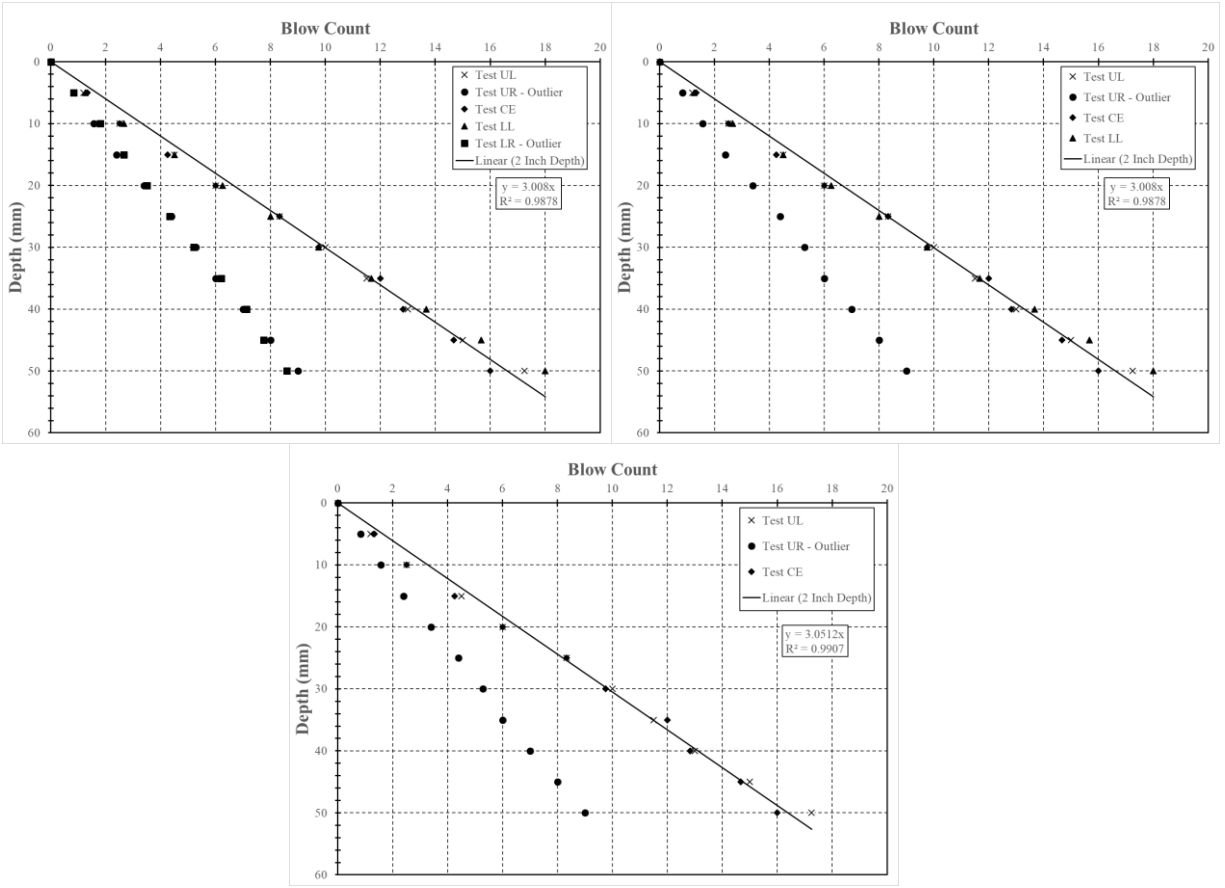 Blow Count
0 2 4 6 8 10 12 14 16 18 20
0
10
20
30
40
50
60
Depth (mm)
Test UL
Test UR - Outlier
Test CE
Test LL
Test LR - Outlier
Linear (2 Inch Depth)
y = 3.008x
R² = 0.9878
Blow Count
0 2 4 6 8 10 12 14 16 18 20
0
10
20
30
40
50
60
Depth (mm)
Test UL
Test UR - Outlier
Test CE
Test LL
Linear (2 Inch Depth)
y = 3.008x
R² = 0.9878
Blow Count
0 2 4 6 8 10 12 14 16 18 20
0
10
20
30
40
50
60
Depth (mm)
Test UL
Test UR - Outlier
Test CE
Linear (2 Inch Depth)
y = 3.0512x
R² = 0.9907